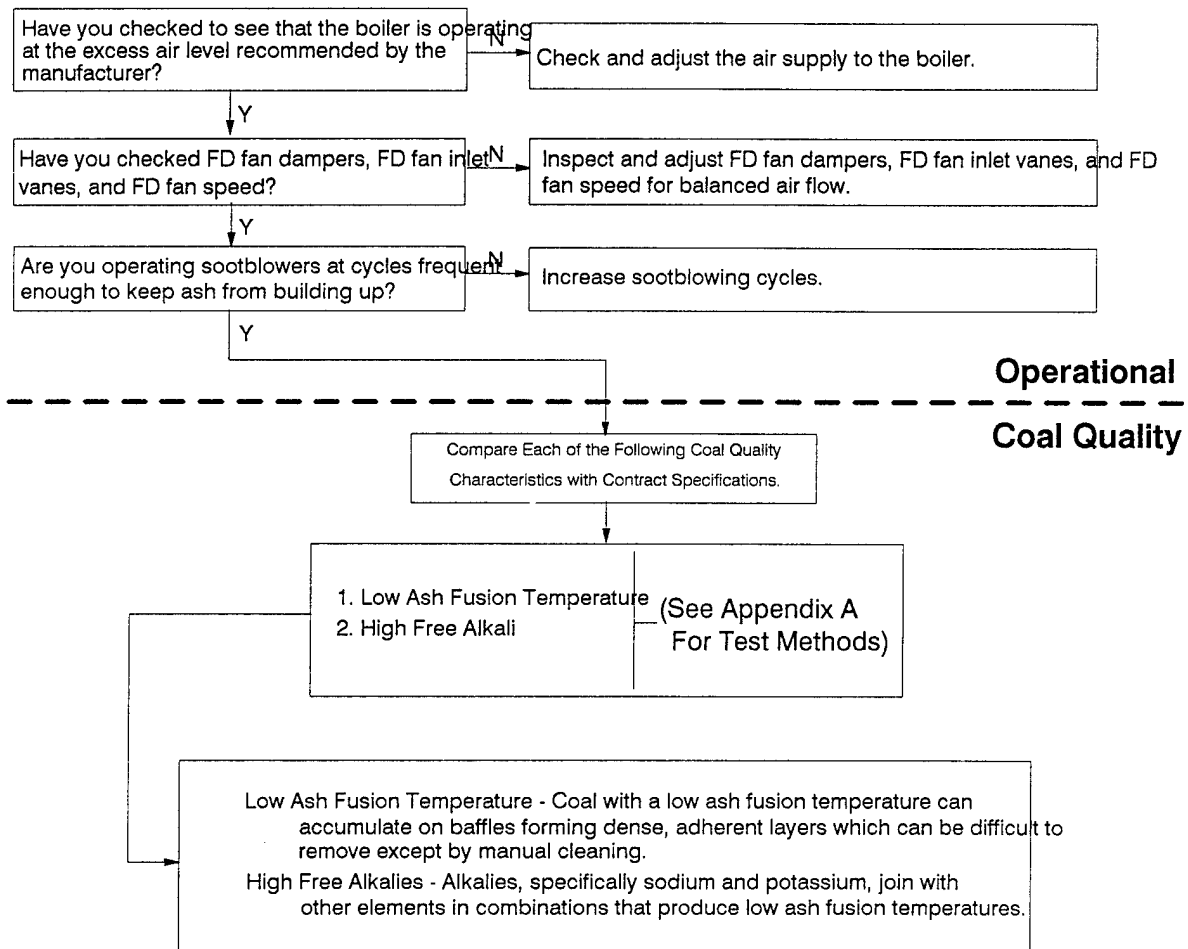 Have you checked to see that the boiler is operating
at the excess air level recommended by the
manufacturer?
N
Check and adjust the air supply to the boiler.
Y
Have you checked FD fan dampers, FD fan inlet
vanes, and FD fan speed?
N
Inspect and adjust FD fan dampers, FD fan inlet vanes, and FD
fan speed for balanced air flow.
Y
Are you operating sootblowers at cycles frequent
enough to keep ash from building up?
N
Increase sootblowing cycles.
Y
Operational
Coal Quality
Compare Each of the Following Coal Quality
Characteristics with Contract Specifications.
1. Low Ash Fusion Temperature
2. High Free Alkali
(See Appendix A
For Test Methods)
Low Ash Fusion Temperature - Coal with a low ash fusion temperature can
accumulate on baffles forming dense, adherent layers which can be difficult to
remove except by manual cleaning.
High Free Alkalies - Alkalies, specifically sodium and potassium, join with
other elements in combinations that produce low ash fusion temperatures.